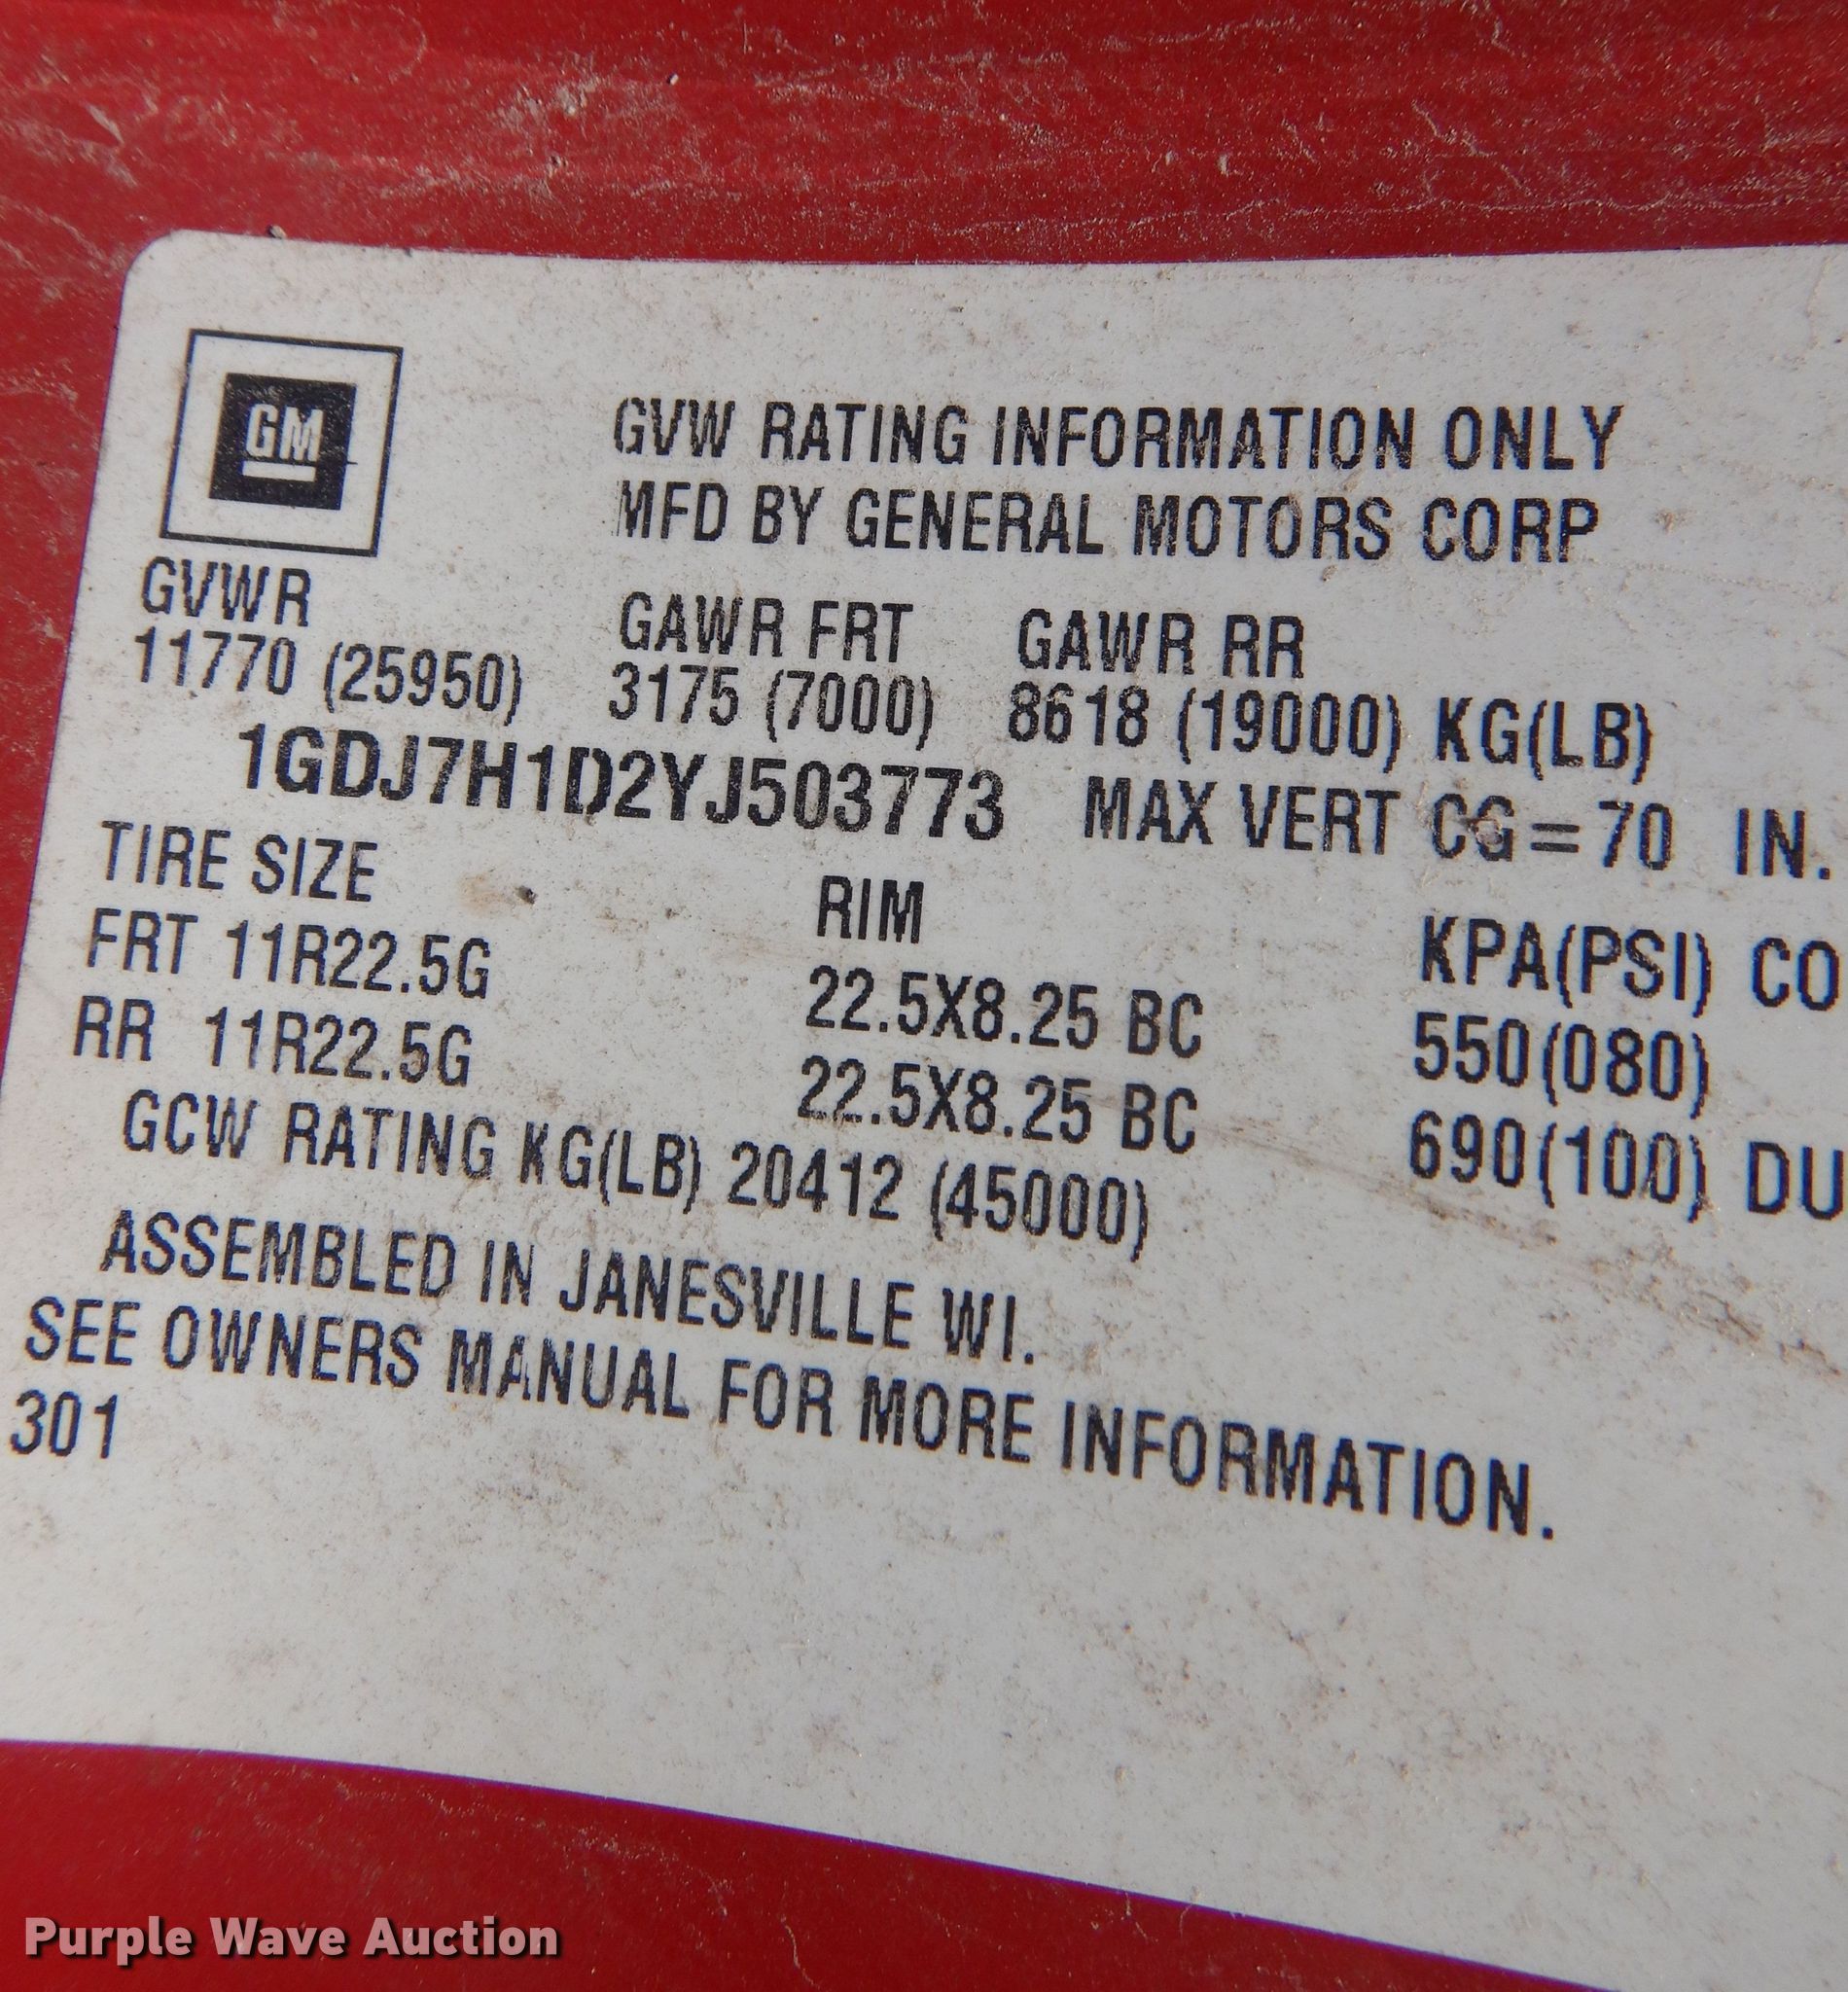 GM
GVW RATING INFORMATION ONLY
MFD BY GENERAL MOTORS CORP
GVWR GAWR FRT GAWR RR
11770 (25950) 3175 (7000) 8618 (19000) KG(LB)
1GDJ7H1D2YJ503773 MAX VERT CG=70 IN.
TIRE SIZE RIM KPA(PSI) CO
FRT 11R22.5G 22.5X8.25 BC 550(080)
RR 11R22.5G 22.5X8.25 BC 690(100) DU
GCW RATING KG(LB) 20412 (45000)
ASSEMBLED IN JANESVILLE WI.
SEE OWNERS MANUAL FOR MORE INFORMATION.
301
Purple Wave Auction